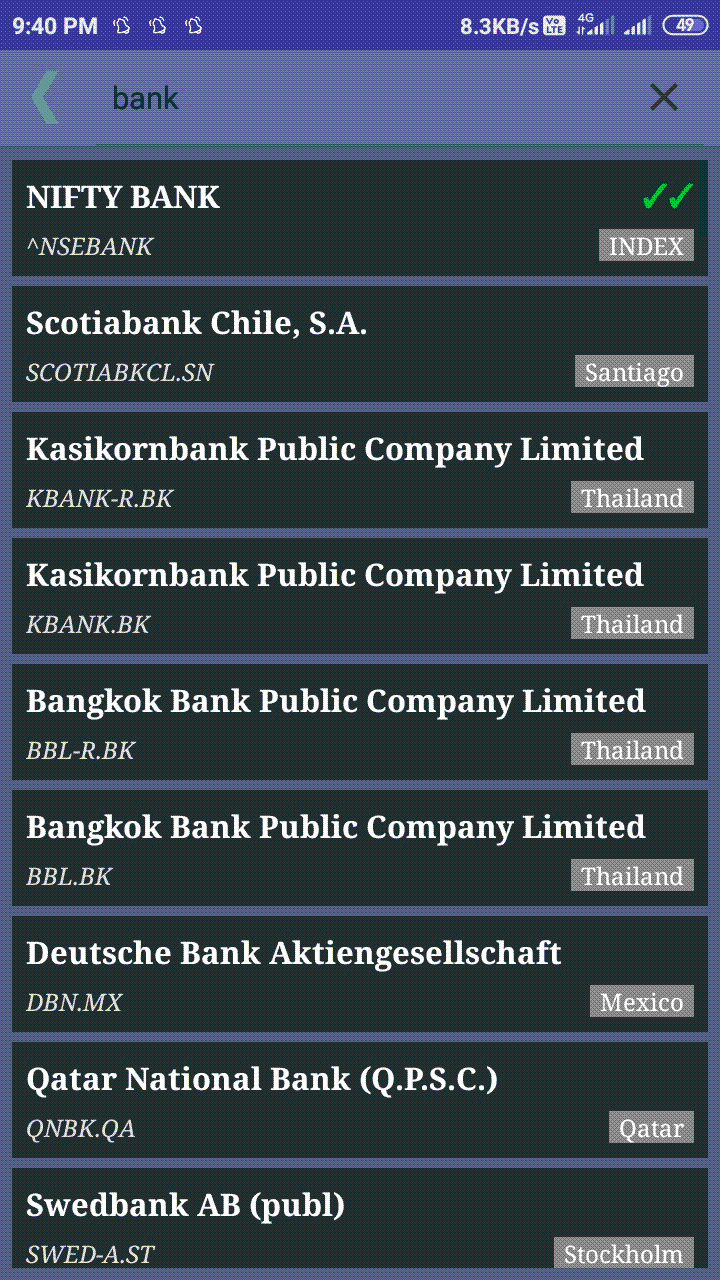 9:40 PM 8.3KB/s Vo LTE 4G 49
bank
NIFTY BANK
^NSEBANK INDEX
Scotiabank Chile, S.A.
SCOTIABKCL.SN Santiago
Kasikornbank Public Company Limited
KBANK-R.BK Thailand
Kasikornbank Public Company Limited
KBANK.BK Thailand
Bangkok Bank Public Company Limited
BBL-R.BK Thailand
Bangkok Bank Public Company Limited
BBL.BK Thailand
Deutsche Bank Aktiengesellschaft
DBN.MX Mexico
Qatar National Bank (Q.P.S.C.)
QNBK.QA Qatar
Swedbank AB (publ)
SWED-A.ST Stockholm